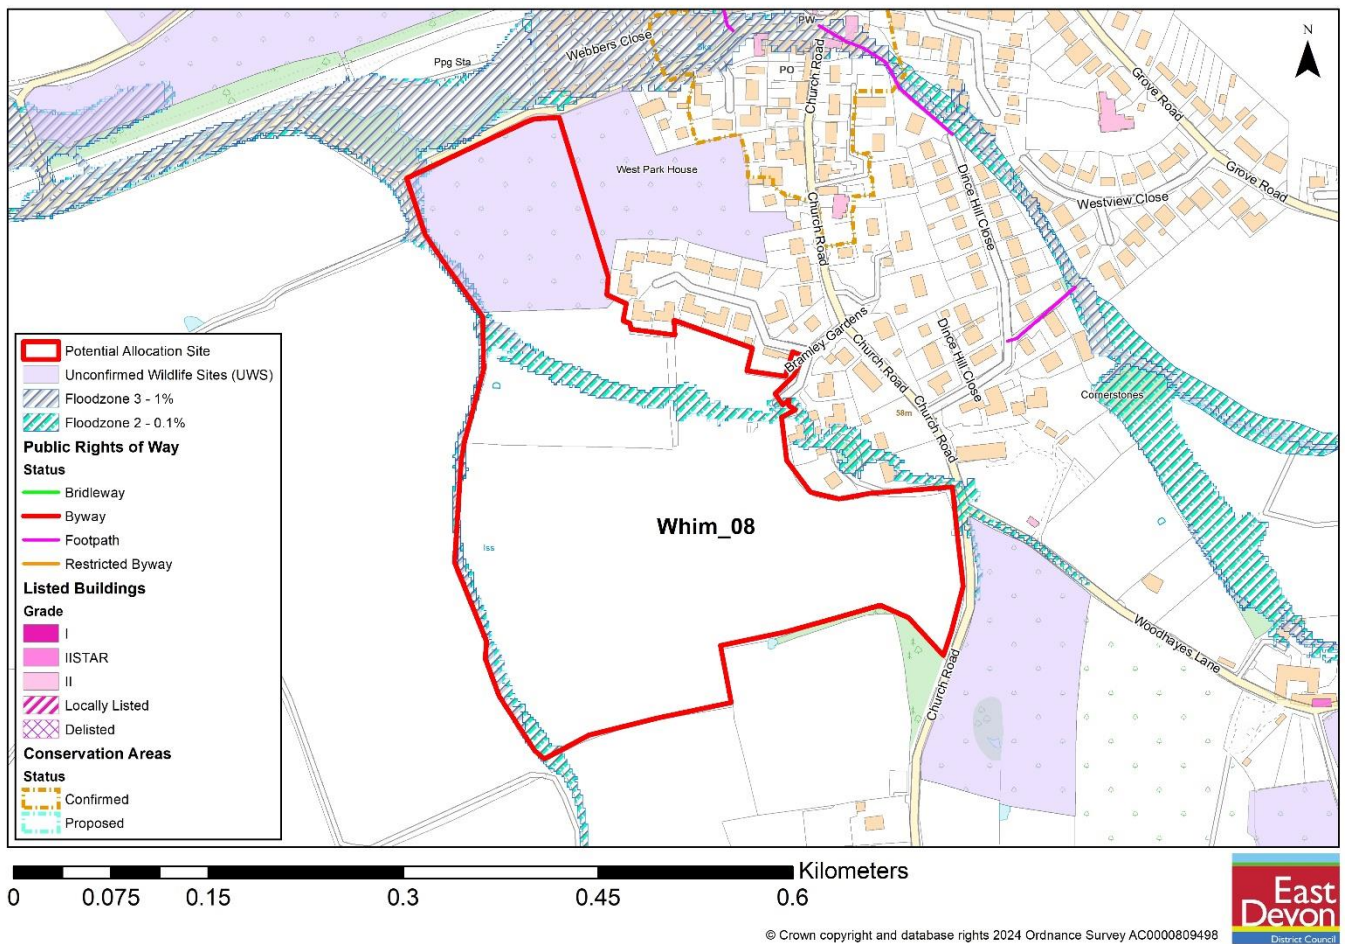 PW
Webbers Close
Bks
Ppg Sta
PO
Church Road
Grove Road
N
West Park House
Grove Road
Westview Close
Dince Hill Close
Church Road
Bramley Gardens
Church Road
Dince Hill Close
Cornerstones
58m
Church Road
Whim_08
Iss
Woodhayes Lane
Church Road
Potential Allocation Site
Unconfirmed Wildlife Sites (UWS)
Floodzone 3 - 1%
Floodzone 2 - 0.1%
Public Rights of Way
Status
Bridleway
Byway
Footpath
Restricted Byway
Listed Buildings
Grade
I
IISTAR
II
Locally Listed
Delisted
Conservation Areas
Status
Confirmed
Proposed
Kilometers
0 0.075 0.15 0.3 0.45 0.6
East
Devon
District Council
© Crown copyright and database rights 2024 Ordnance Survey AC0000809498